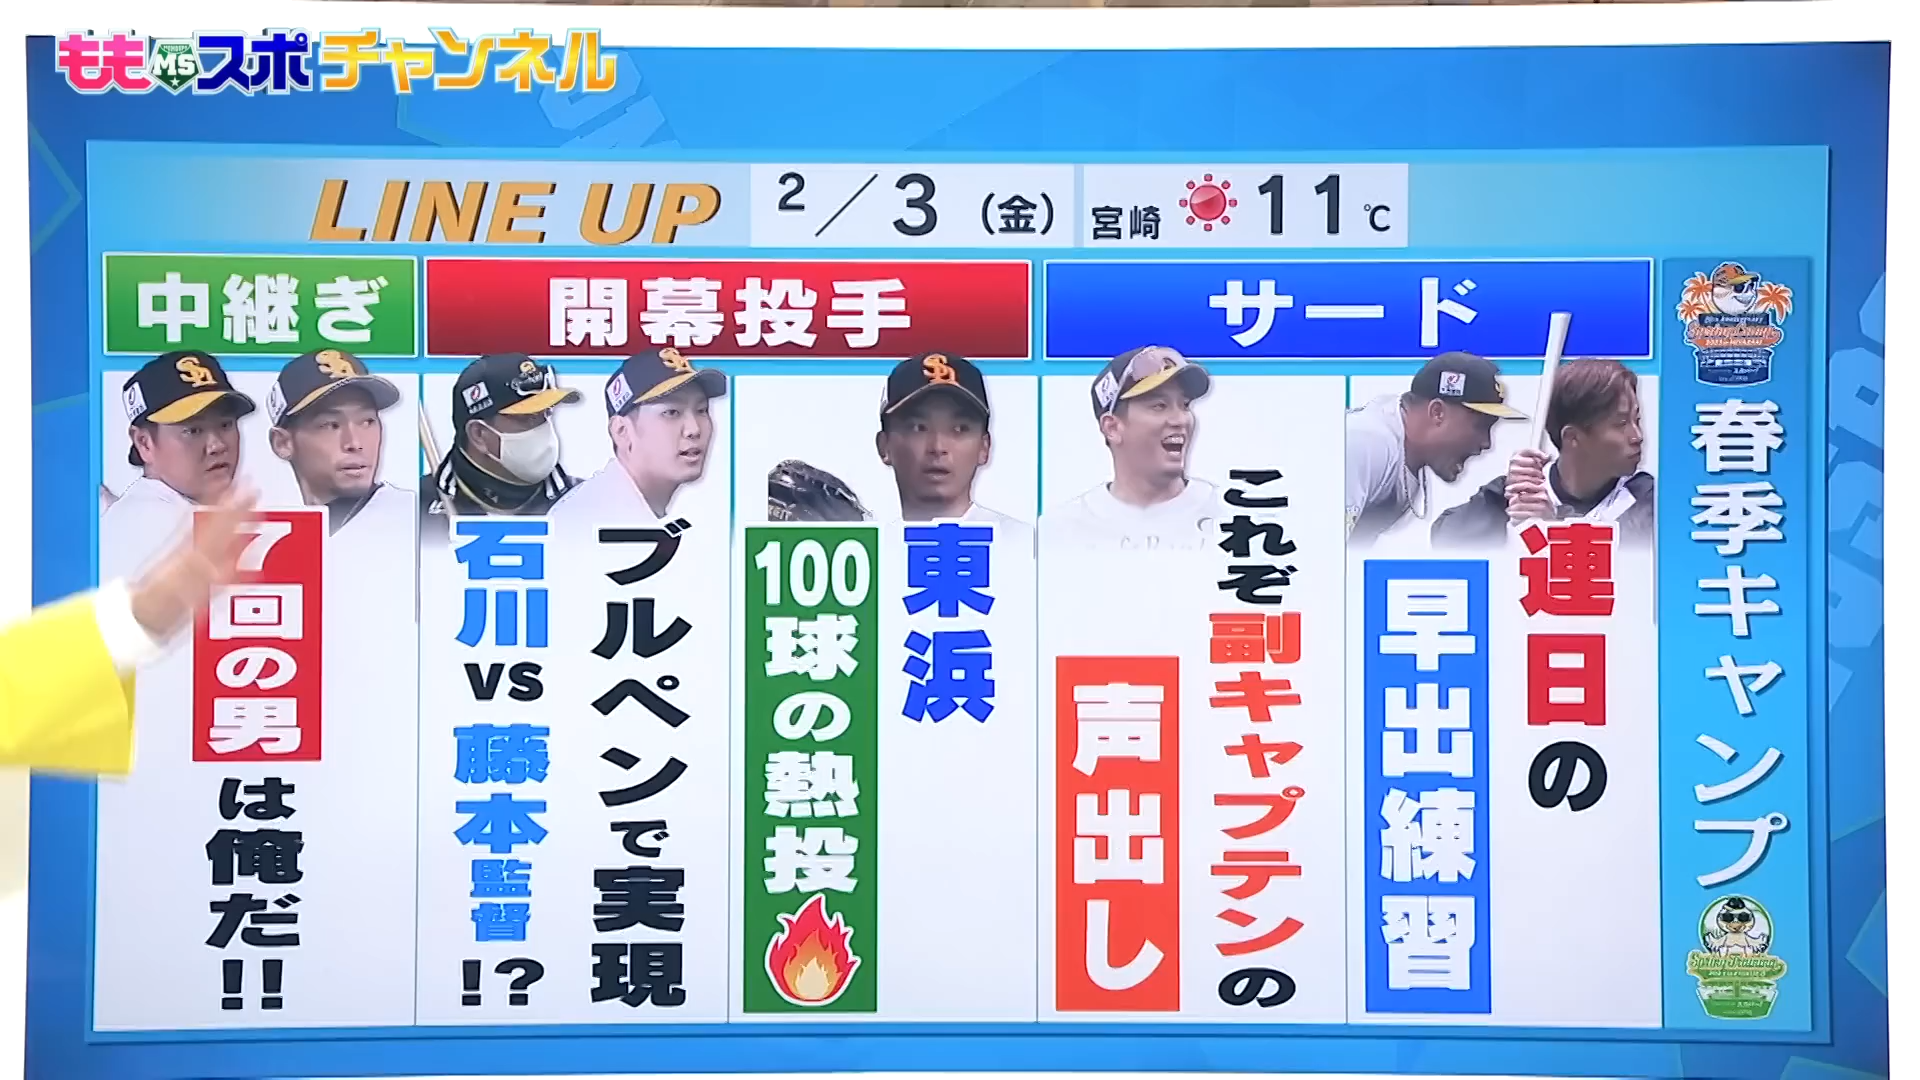 ももスポチャンネル
MS
LINE UP
2/3（金）
宮崎 11℃
春季キャンプ
サード
連日の
早出練習
これぞ副キャプテンの
声出し
開幕投手
東浜
100球の熱投
ブルペンで実現
石川vs藤本監督!?
中継ぎ
7回の男は俺だ!!